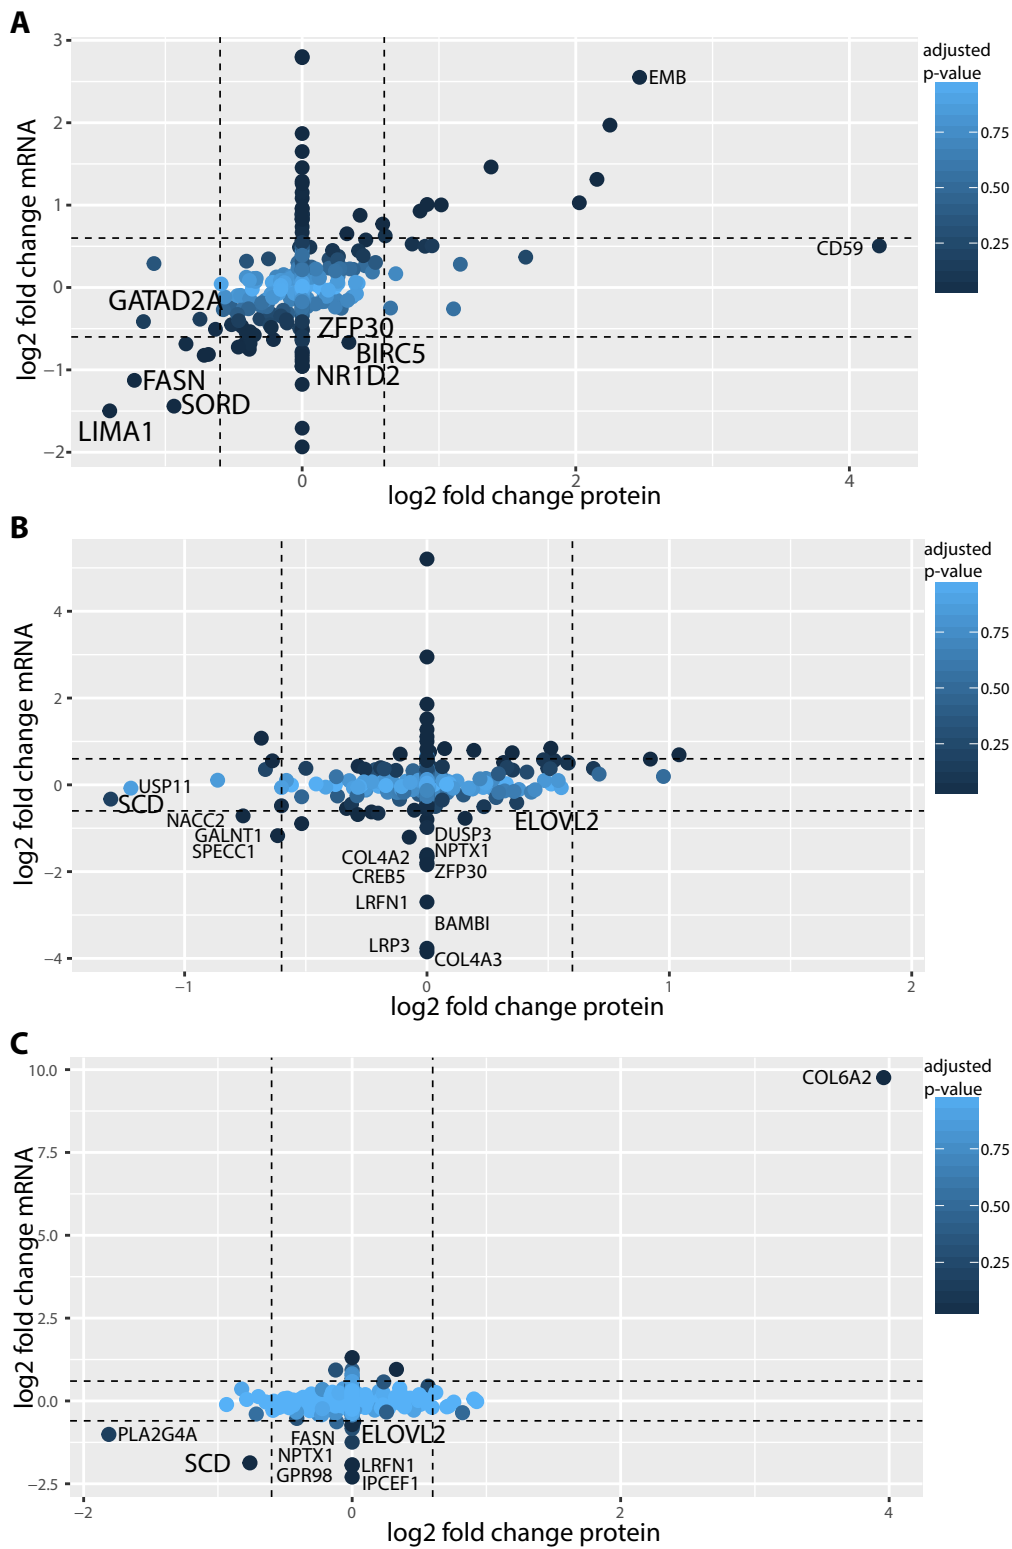 A
adjusted
p-value
0.75
0.50
0.25
log2 fold change mRNA
3
2
1
0
−1
−2
EMB
CD59
GATAD2A
ZFP30
BIRC5
NR1D2
FASN
SORD
LIMA1
0
2
4
log2 fold change protein
B
adjusted
p-value
0.75
0.50
0.25
log2 fold change mRNA
4
2
0
−2
−4
USP11
SCD
NACC2
GALNT1
SPECC1
ELOVL2
DUSP3
NPTX1
COL4A2
ZFP30
CREB5
LRFN1
BAMBI
LRP3
COL4A3
−1
0
1
2
log2 fold change protein
C
adjusted
p-value
0.75
0.50
0.25
log2 fold change mRNA
10.0
7.5
5.0
2.5
0.0
−2.5
COL6A2
PLA2G4A
SCD
FASN
ELOVL2
NPTX1
LRFN1
GPR98
IPCEF1
−2
0
2
4
log2 fold change protein